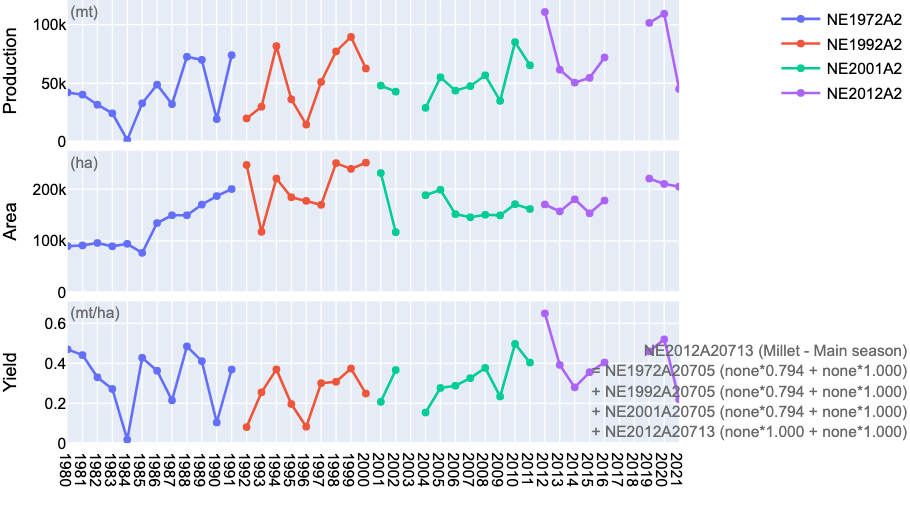 (mt)
100k
50k
0
Production
NE1972A2
NE1992A2
NE2001A2
NE2012A2
(ha)
200k
100k
0
Area
(mt/ha)
0.6
0.4
0.2
0
Yield
NE2012A20713 (Millet - Main season)
= NE1972A20705 (none*0.794 + none*1.000)
+ NE1992A20705 (none*0.794 + none*1.000)
+ NE2001A20705 (none*0.794 + none*1.000)
+ NE2012A20713 (none*1.000 + none*1.000)
1980 1981 1982 1983 1984 1985 1986 1987 1988 1989 1990 1991 1992 1993 1994 1995 1996 1997 1998 1999 2000 2001 2002 2003 2004 2005 2006 2007 2008 2009 2010 2011 2012 2013 2014 2015 2016 2017 2018 2019 2020 2021